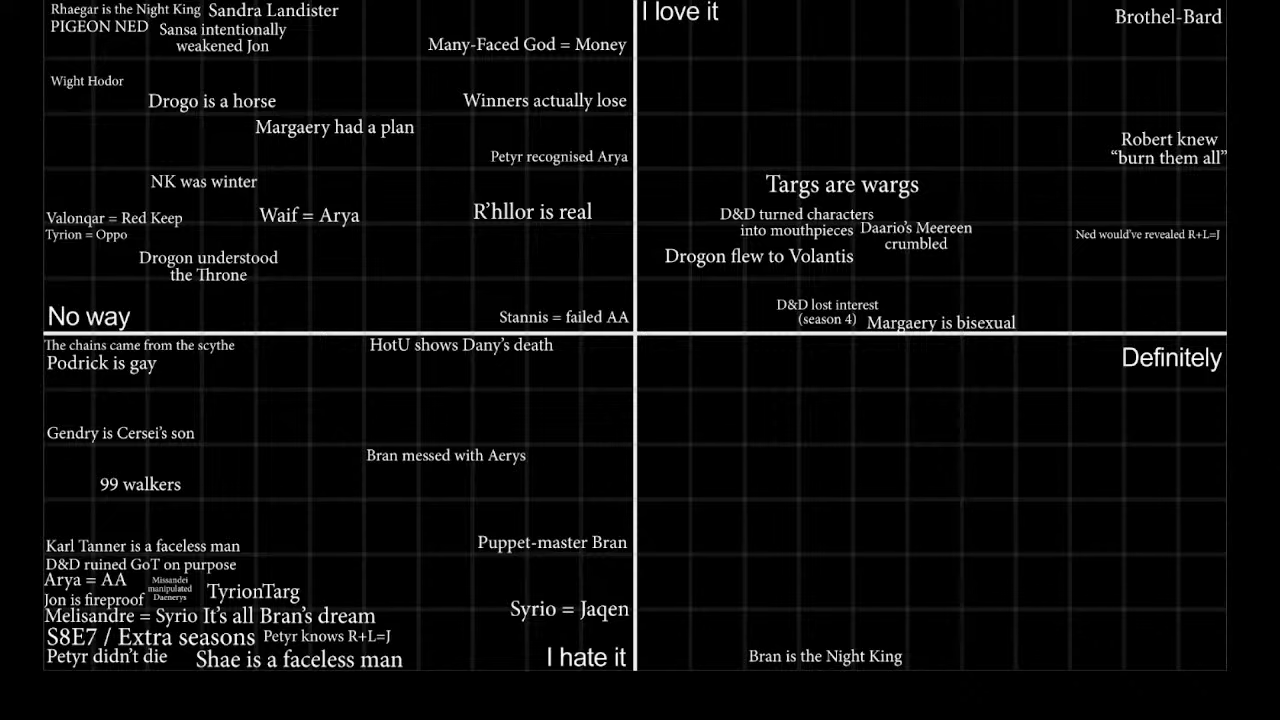 Rhaegar is the Night King
Sandra Landister
PIGEON NED
Sansa intentionally
weakened Jon
Many-Faced God = Money
Wight Hodor
Drogo is a horse
Winners actually lose
Margaery had a plan
Petyr recognised Arya
NK was winter
Valonqar = Red Keep
Waif = Arya
R'hllor is real
Tyrion = Oppo
Drogon understood
the Throne
No way
Stannis = failed AA
I love it
Brothel-Bard
Robert knew
“burn them all”
Targs are wargs
D&D turned characters
into mouthpieces
Daario's Meereen
crumbled
Ned would've revealed R+L=J
Drogon flew to Volantis
D&D lost interest
(season 4)
Margaery is bisexual
The chains came from the scythe
HotU shows Dany's death
Podrick is gay
Gendry is Cersei's son
Bran messed with Aerys
99 walkers
Karl Tanner is a faceless man
Puppet-master Bran
D&D ruined GoT on purpose
Arya = AA
Missandei
manipulated
Daenerys
TyrionTarg
Jon is fireproof
Melisandre = Syrio
It's all Bran's dream
Syrio = Jaqen
S8E7 / Extra seasons
Petyr knows R+L=J
Petyr didn't die
Shae is a faceless man
I hate it
Definitely
Bran is the Night King